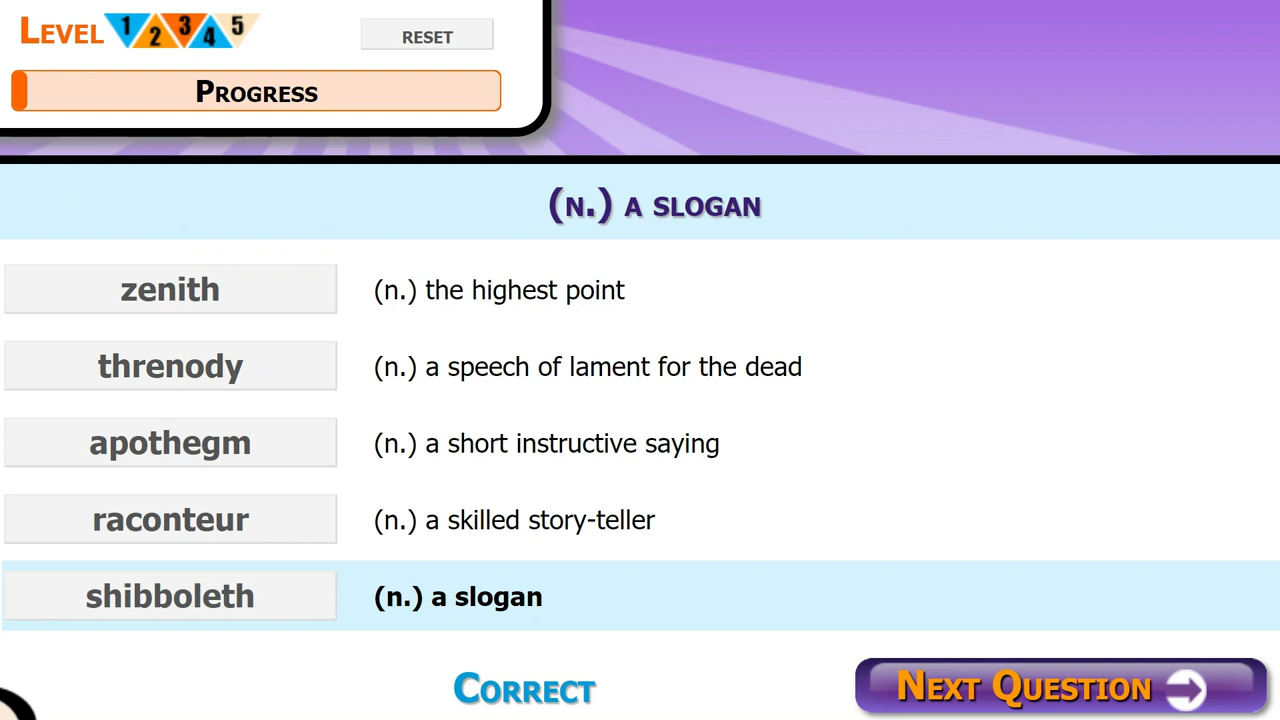 LEVEL 1 2 3 4 5
RESET
PROGRESS
(N.) A SLOGAN
zenith (n.) the highest point
threnody (n.) a speech of lament for the dead
apothegm (n.) a short instructive saying
raconteur (n.) a skilled story-teller
shibboleth (n.) a slogan
CORRECT
NEXT QUESTION